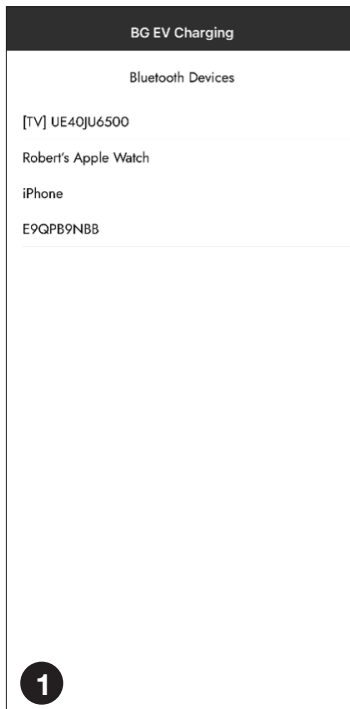 BG EV Charging
Bluetooth Devices
[TV] UE40JU6500
Robert's Apple Watch
iPhone
E9QPB9NBB
1